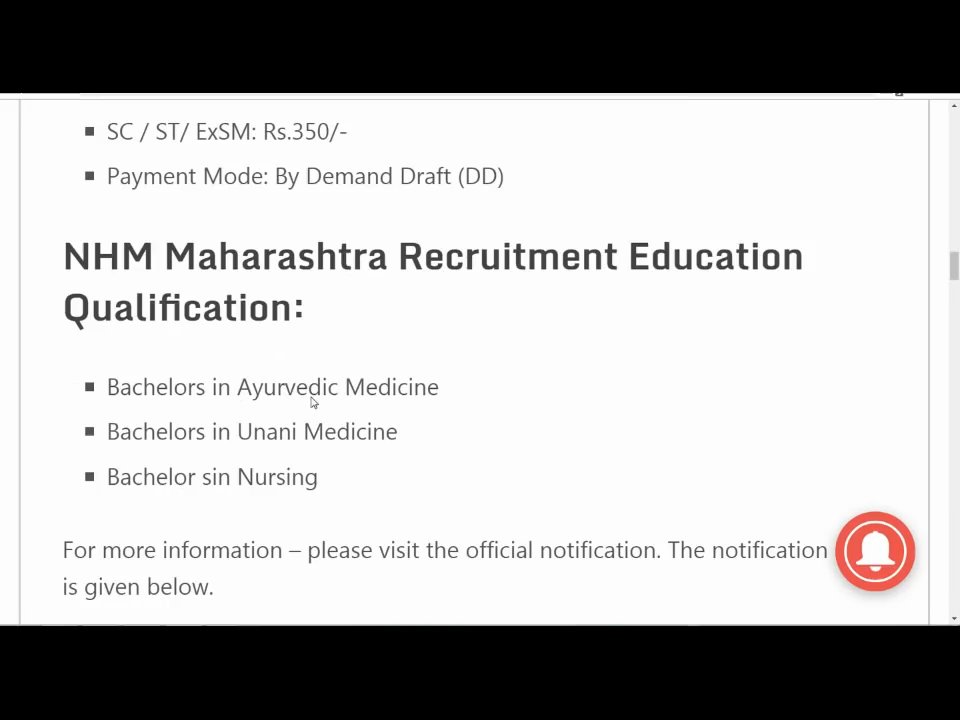 SC / ST/ ExSM: Rs.350/-
Payment Mode: By Demand Draft (DD)
NHM Maharashtra Recruitment Education
Qualification:
Bachelors in Ayurvedic Medicine
Bachelors in Unani Medicine
Bachelor sin Nursing
For more information – please visit the official notification. The notification
is given below.